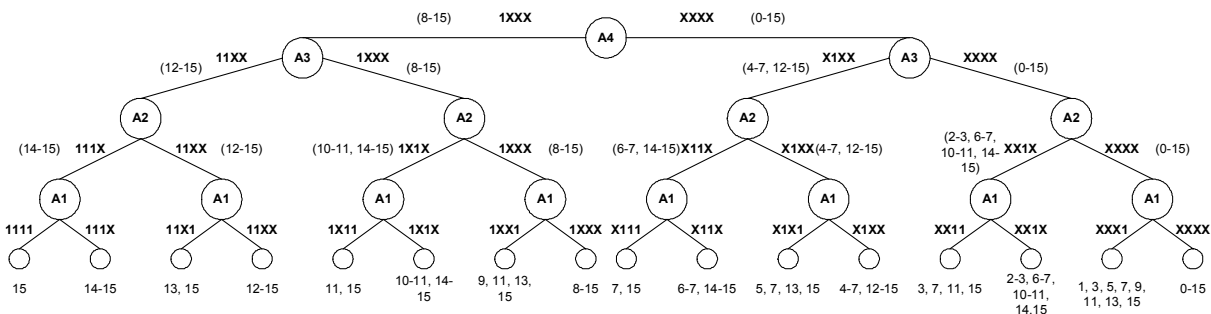 (8-15) 1XXX XXXX (0-15)
A4
11XX A3 1XXX X1XX A3 XXXX
(12-15) (8-15) (4-7, 12-15) (0-15)
A2 A2 A2 A2
(14-15) 111X 11XX (12-15) (10-11, 14-15) 1X1X 1XXX (8-15) (6-7, 14-15) X11X X1XX (4-7, 12-15) (2-3, 6-7,
10-11, 14-
15) XX1X XXXX (0-15)
A1 A1 A1 A1 A1 A1 A1 A1
1111 111X 11X1 11XX 1X11 1X1X 1XX1 1XXX X111 X11X X1X1 X1XX XX11 XX1X XXX1 XXXX
15 14-15 13, 15 12-15 11, 15 10-11, 14-
15 9, 11, 13,
15 8-15 7, 15 6-7, 14-15 5, 7, 13, 15 4-7, 12-15 3, 7, 11, 15 2-3, 6-7,
10-11,
14,15 1, 3, 5, 7, 9,
11, 13, 15 0-15